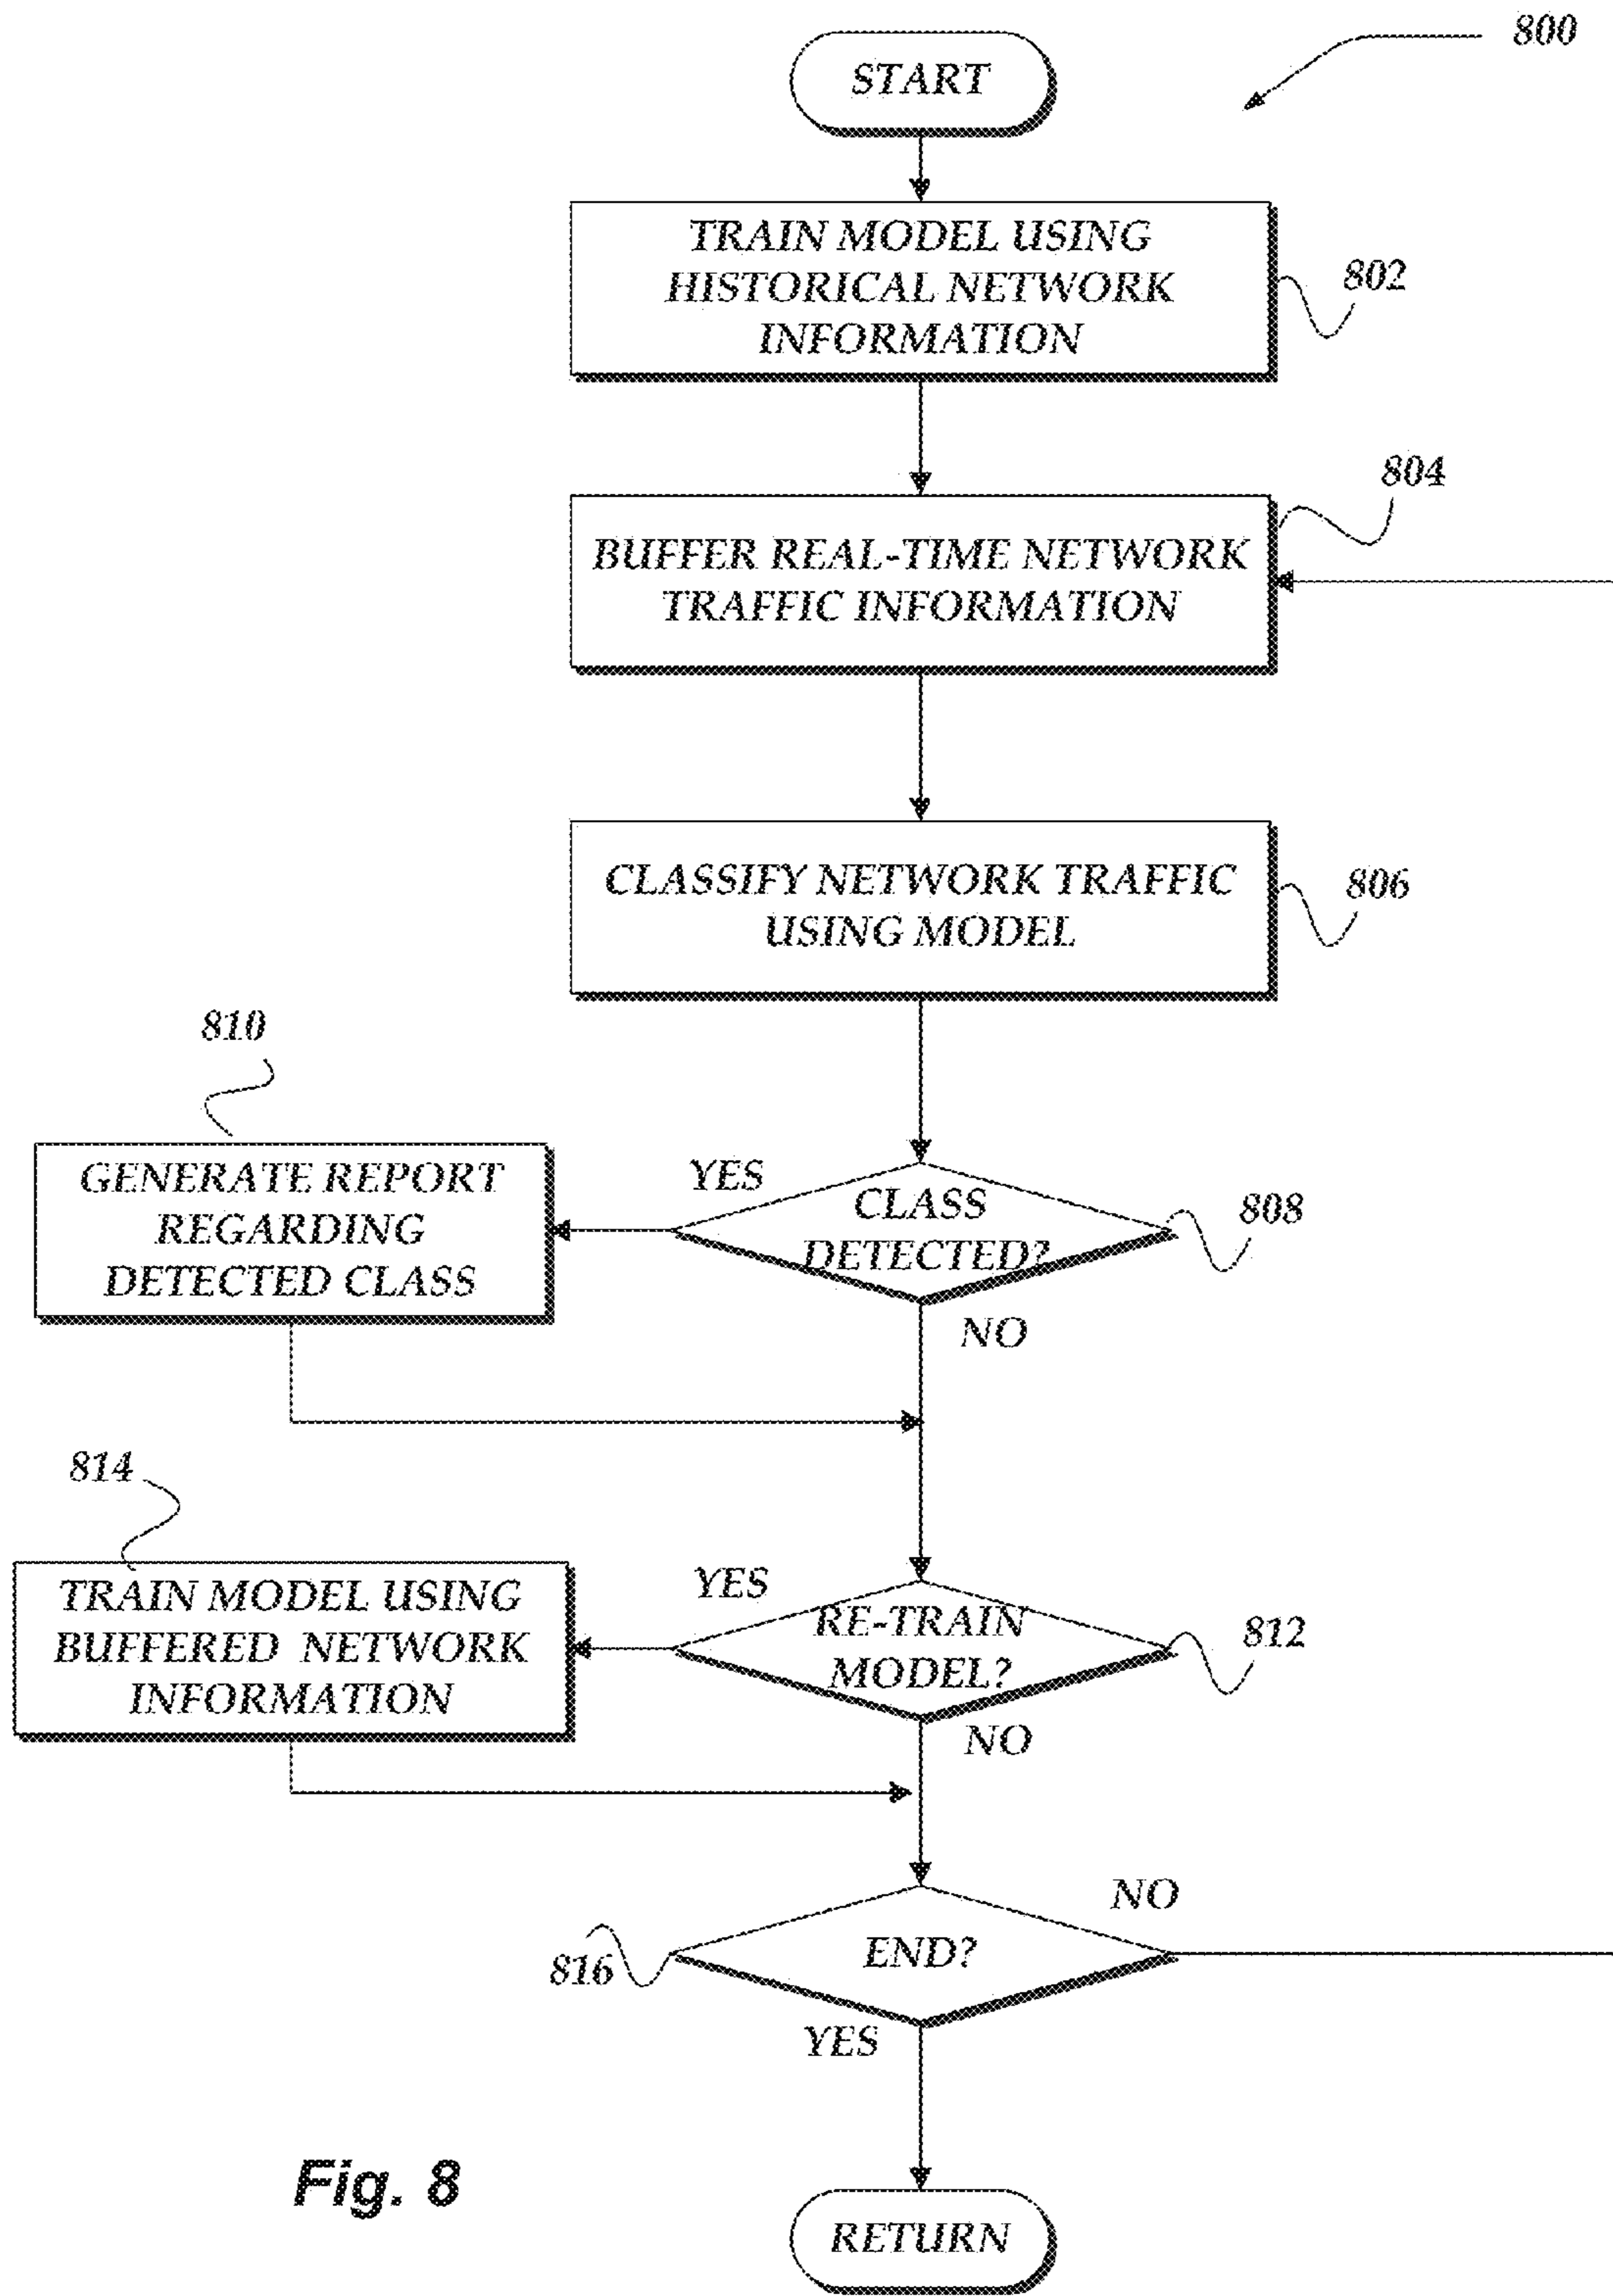 800
START
TRAIN MODEL USING
HISTORICAL NETWORK
INFORMATION
802
804
BUFFER REAL-TIME NETWORK
TRAFFIC INFORMATION
CLASSIFY NETWORK TRAFFIC
USING MODEL
806
810
GENERATE REPORT
REGARDING
DETECTED CLASS
YES
CLASS
DETECTED?
808
NO
814
TRAIN MODEL USING
BUFFERED NETWORK
INFORMATION
YES
RE-TRAIN
MODEL?
812
NO
NO
END?
816
YES
RETURN
Fig. 8